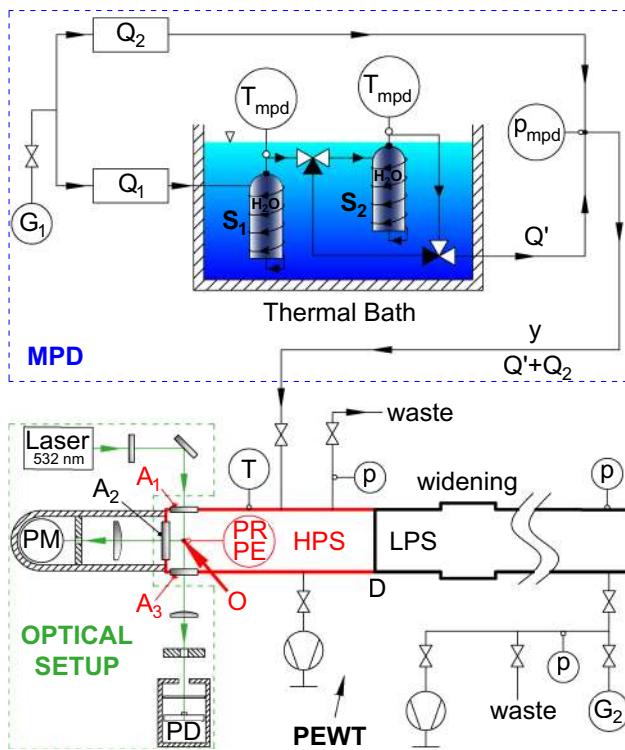 Q2
Tmpd
Tmpd
pmpd
Q1
H2O
H2O
S1
S2
G1
Q'
Thermal Bath
MPD
y
Q'+Q2
waste
Laser
532 nm
A1
T
p
widening
p
A2
PM
PR
PE
HPS
LPS
A3
O
D
OPTICAL
SETUP
p
PD
PEWT
waste
G2